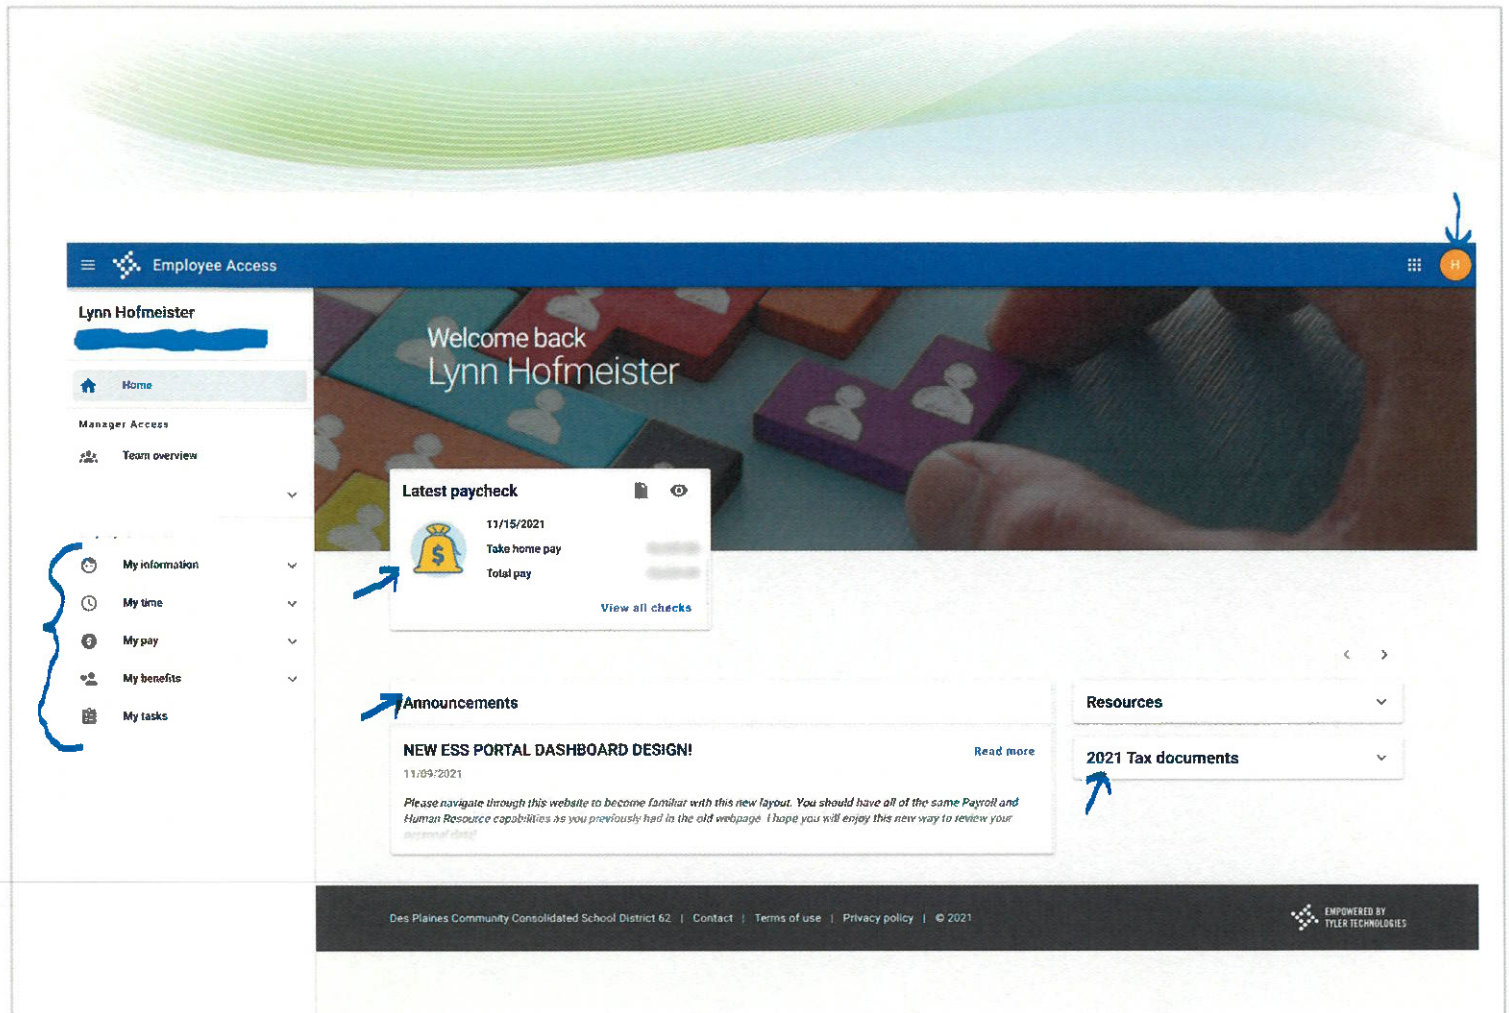 Employee Access
H
Lynn Hofmeister
Home
Manager Access
Team overview
My information
My time
My pay
My benefits
My tasks
Welcome back
Lynn Hofmeister
Latest paycheck
$
11/15/2021
Take home pay
Total pay
View all checks
Announcements
NEW ESS PORTAL DASHBOARD DESIGN!
Read more
11/09/2021
Please navigate through this website to become familiar with this new layout. You should have all of the same Payroll and
Human Resource capabilities as you previously had in the old webpage. I hope you will enjoy this new way to review your
personal data!
Resources
2021 Tax documents
Des Plaines Community Consolidated School District 62 | Contact | Terms of use | Privacy policy | © 2021
EMPOWERED BY
TYLER TECHNOLOGIES